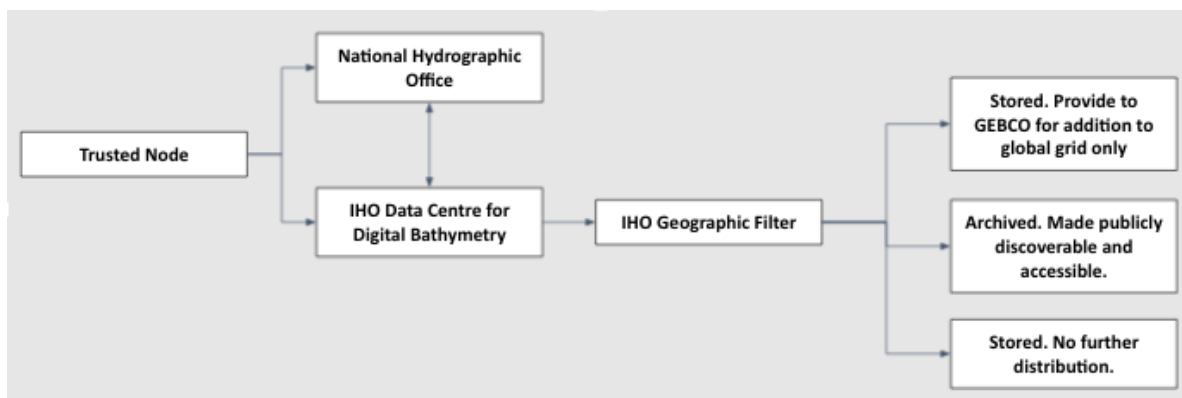 National Hydrographic
Office
Trusted Node
IHO Data Centre for
Digital Bathymetry
IHO Geographic Filter
Stored. Provide to
GEBCO for addition to
global grid only
Archived. Made publicly
discoverable and
accessible.
Stored. No further
distribution.